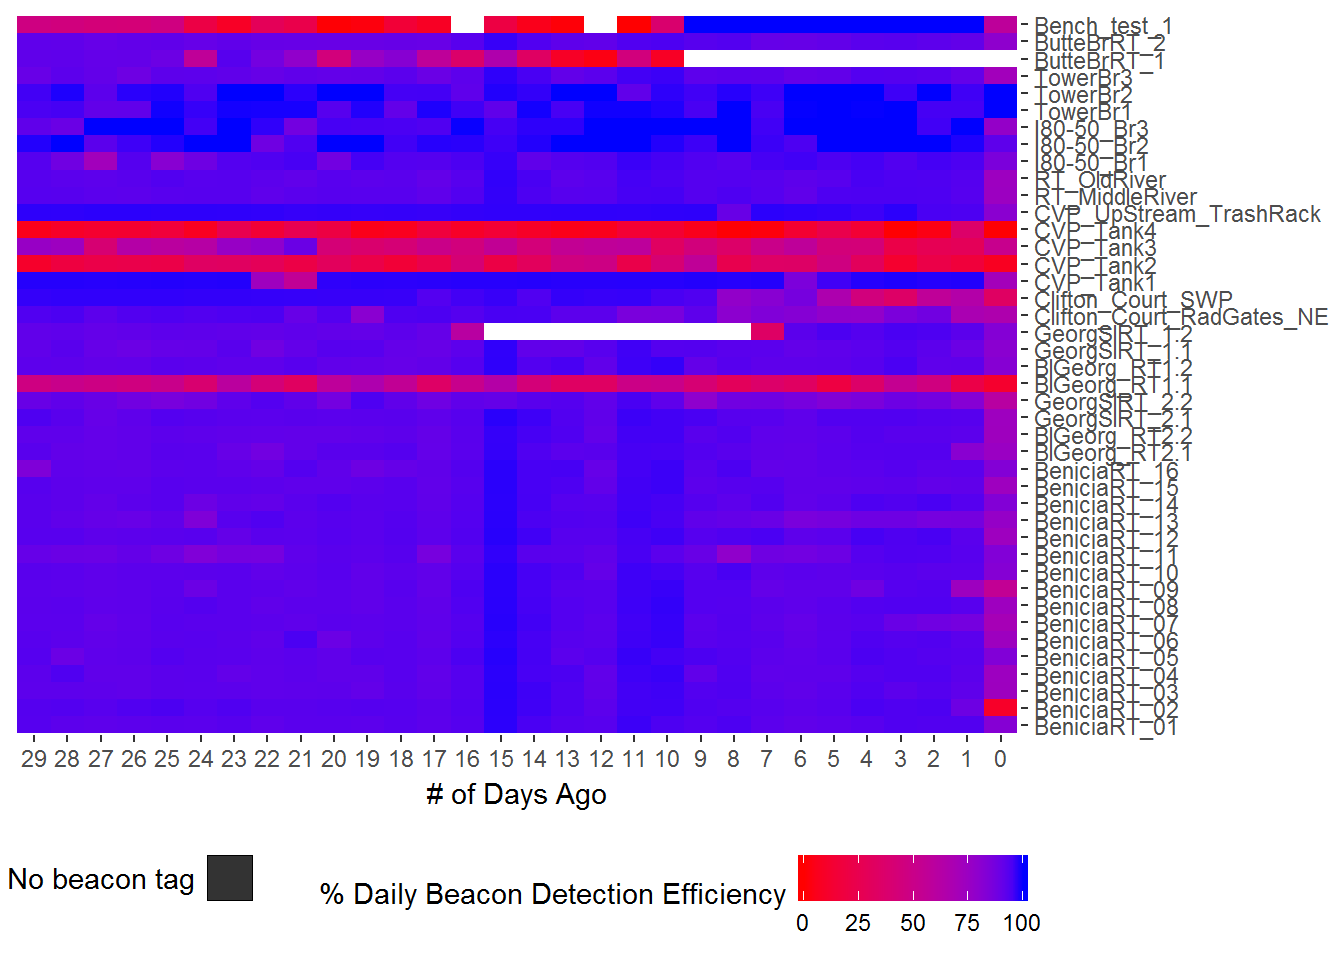 Bench_test_1
ButteBrRT_2
ButteBrRT_1
TowerBr3
TowerBr2
TowerBr1
I80-50_Br3
I80-50_Br2
I80-50_Br1
RT_OldRiver
RT_MiddleRiver
CVP_UpStream_TrashRack
CVP_Tank4
CVP_Tank3
CVP_Tank2
CVP_Tank1
Clifton_Court_SWP
Clifton_Court_RadGates_NE
GeorgSlRT_1.2
GeorgSlRT_1.1
BlGeorg_RT1.2
BlGeorg_RT1.1
GeorgSlRT_2.2
GeorgSlRT_2.1
BlGeorg_RT2.2
BlGeorg_RT2.1
BeniciaRT_16
BeniciaRT_15
BeniciaRT_14
BeniciaRT_13
BeniciaRT_12
BeniciaRT_11
BeniciaRT_10
BeniciaRT_09
BeniciaRT_08
BeniciaRT_07
BeniciaRT_06
BeniciaRT_05
BeniciaRT_04
BeniciaRT_03
BeniciaRT_02
BeniciaRT_01
29 28 27 26 25 24 23 22 21 20 19 18 17 16 15 14 13 12 11 10 9 8 7 6 5 4 3 2 1 0
# of Days Ago
No beacon tag
% Daily Beacon Detection Efficiency
0 25 50 75 100